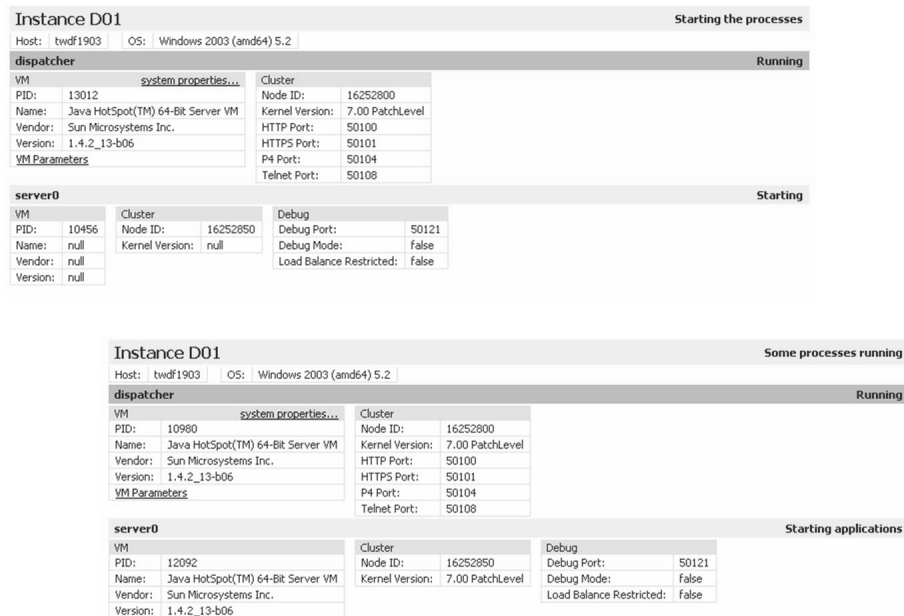 Instance D01 Starting the processes
Host: twdf1903 OS: Windows 2003 (amd64) 5.2
dispatcher Running
VM system properties... Cluster
PID: 13012 Node ID: 16252800
Name: Java HotSpot(TM) 64-Bit Server VM Kernel Version: 7.00 PatchLevel
Vendor: Sun Microsystems Inc. HTTP Port: 50100
Version: 1.4.2_13-b06 HTTPS Port: 50101
VM Parameters P4 Port: 50104
Telnet Port: 50108
server0 Starting
VM Cluster Debug
PID: 10456 Node ID: 16252850 Debug Port: 50121
Name: null Kernel Version: null Debug Mode: false
Vendor: null Load Balance Restricted: false
Version: null
Instance D01 Some processes running
Host: twdf1903 OS: Windows 2003 (amd64) 5.2
dispatcher Running
VM system properties... Cluster
PID: 10980 Node ID: 16252800
Name: Java HotSpot(TM) 64-Bit Server VM Kernel Version: 7.00 PatchLevel
Vendor: Sun Microsystems Inc. HTTP Port: 50100
Version: 1.4.2_13-b06 HTTPS Port: 50101
VM Parameters P4 Port: 50104
Telnet Port: 50108
server0 Starting applications
VM Cluster Debug
PID: 12092 Node ID: 16252850 Debug Port: 50121
Name: Java HotSpot(TM) 64-Bit Server VM Kernel Version: 7.00 PatchLevel Debug Mode: false
Vendor: Sun Microsystems Inc. Load Balance Restricted: false
Version: 1.4.2_13-b06